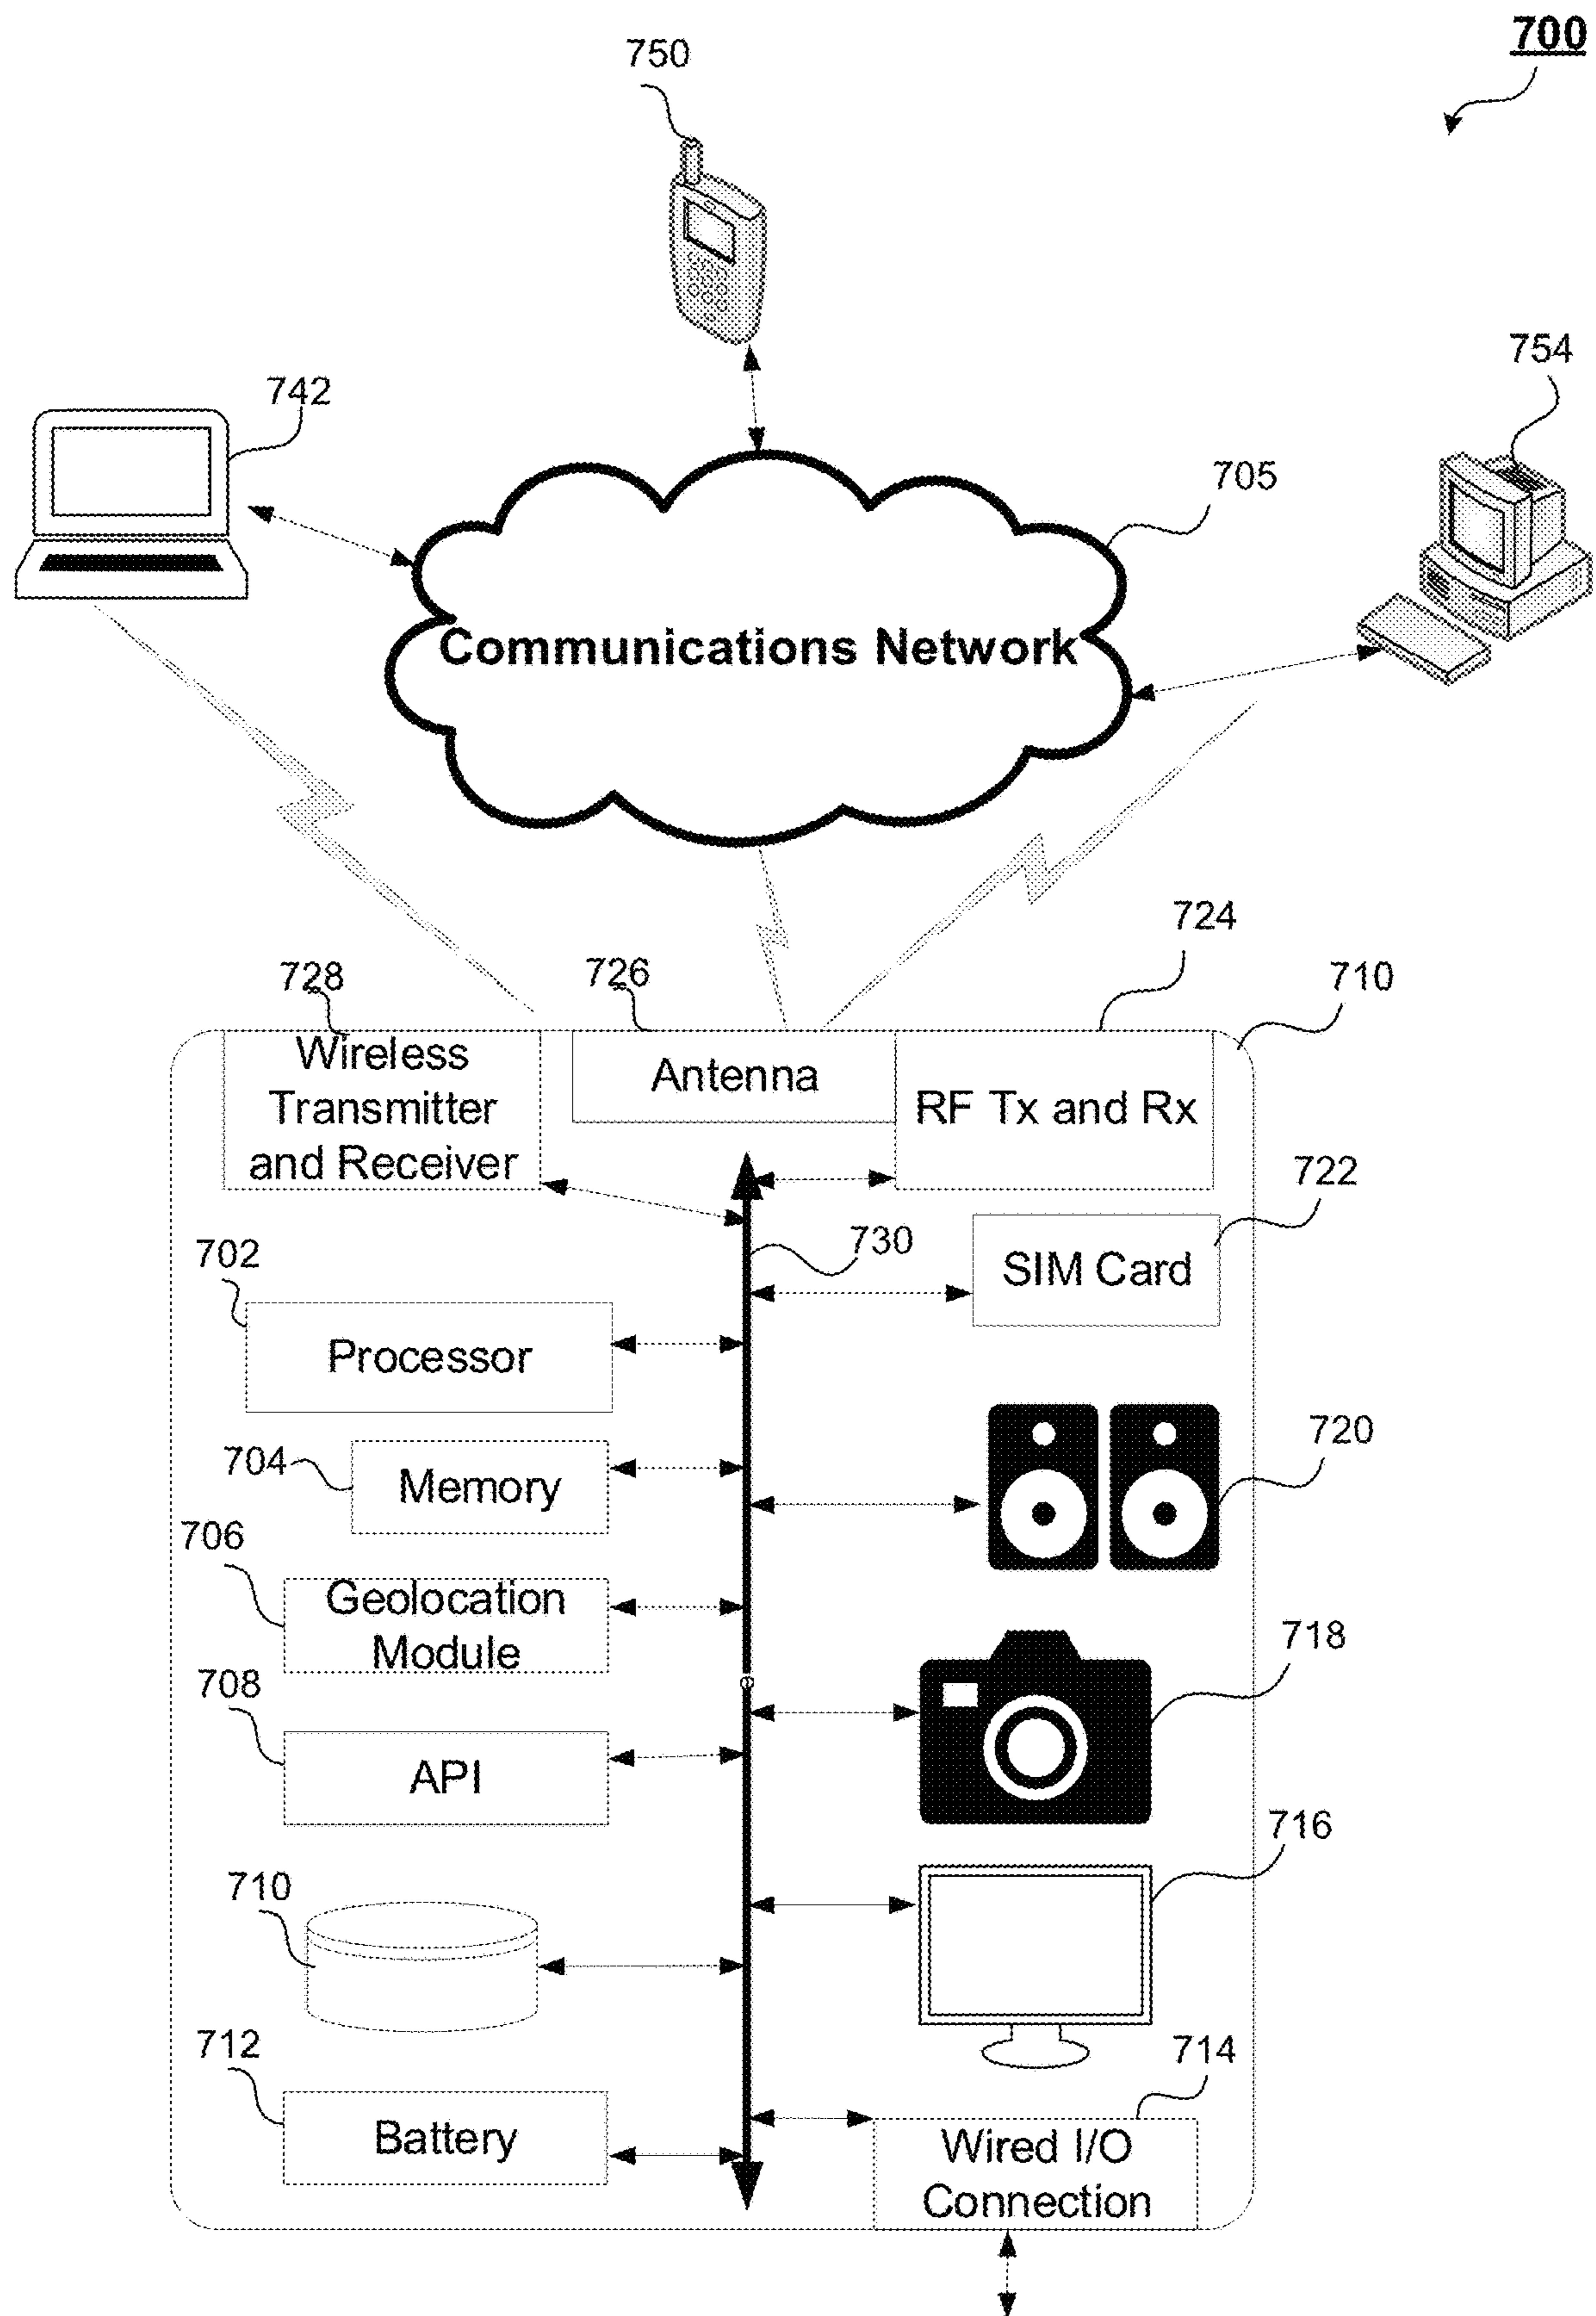 700
750
754
742
705
Communications Network
724
728
726
710
Wireless
Transmitter
and Receiver
Antenna
RF Tx and Rx
722
702
730
SIM Card
Processor
704
Memory
720
706
Geolocation
Module
718
708
API
716
710
712
714
Battery
Wired I/O
Connection